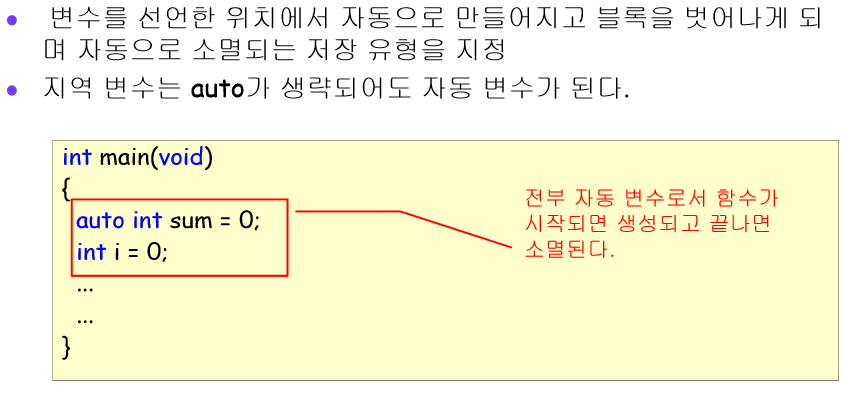 변수를 선언한 위치에서 자동으로 만들어지고 블록을 벗어나게 되
며 자동으로 소멸되는 저장 유형을 지정
지역 변수는 auto가 생략되어도 자동 변수가 된다.
int main(void)
{
auto int sum = 0;
int i = 0;
...
...
}
전부 자동 변수로서 함수가
시작되면 생성되고 끝나면
소멸된다.